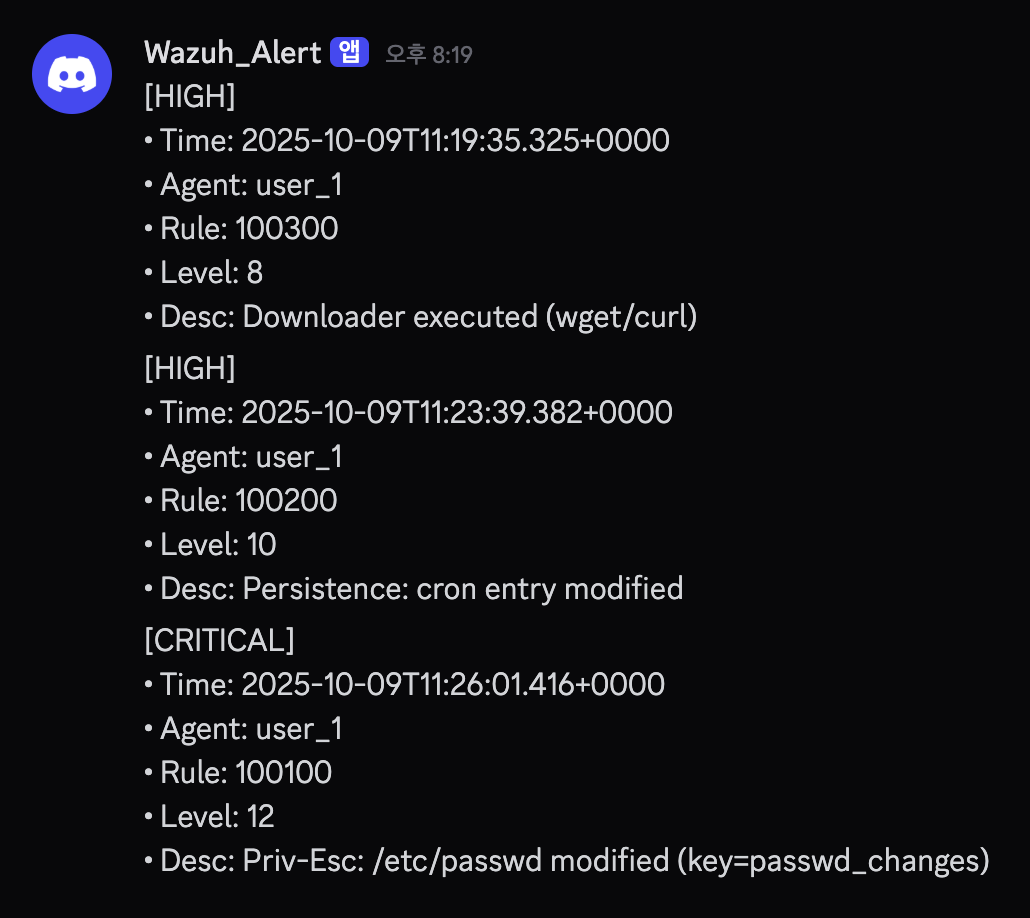 Wazuh_Alert 앱 오후 8:19
[HIGH]
• Time: 2025-10-09T11:19:35.325+0000
• Agent: user_1
• Rule: 100300
• Level: 8
• Desc: Downloader executed (wget/curl)
[HIGH]
• Time: 2025-10-09T11:23:39.382+0000
• Agent: user_1
• Rule: 100200
• Level: 10
• Desc: Persistence: cron entry modified
[CRITICAL]
• Time: 2025-10-09T11:26:01.416+0000
• Agent: user_1
• Rule: 100100
• Level: 12
• Desc: Priv-Esc: /etc/passwd modified (key=passwd_changes)